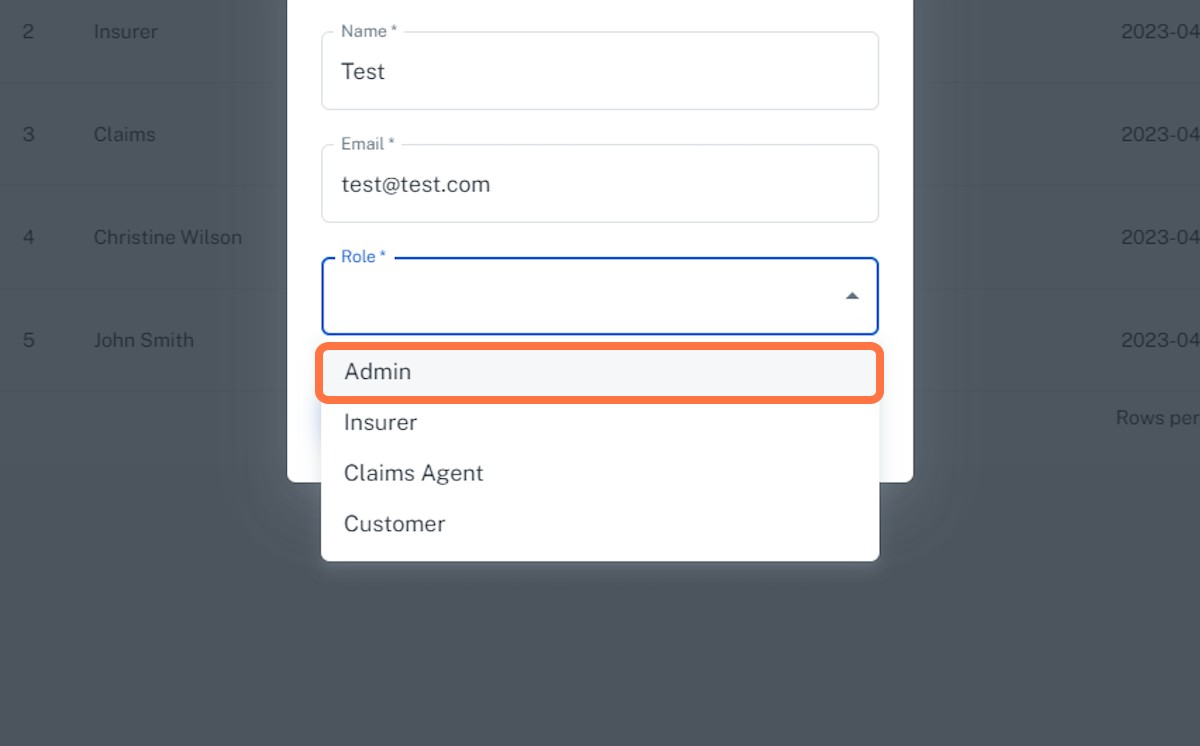 2 Insurer 2023-04
3 Claims 2023-04
4 Christine Wilson 2023-04
5 John Smith 2023-04
Rows per
Name *
Test
Email *
test@test.com
Role *
Admin
Insurer
Claims Agent
Customer